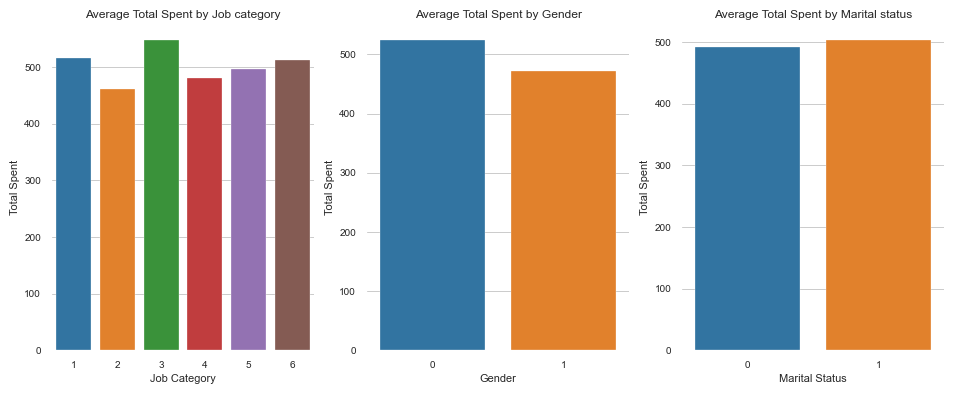 Average Total Spent by Job category
Total Spent
500
400
300
200
100
0
1 2 3 4 5 6
Job Category
Average Total Spent by Gender
Total Spent
500
400
300
200
100
0
0 1
Gender
Average Total Spent by Marital status
Total Spent
500
400
300
200
100
0
0 1
Marital Status